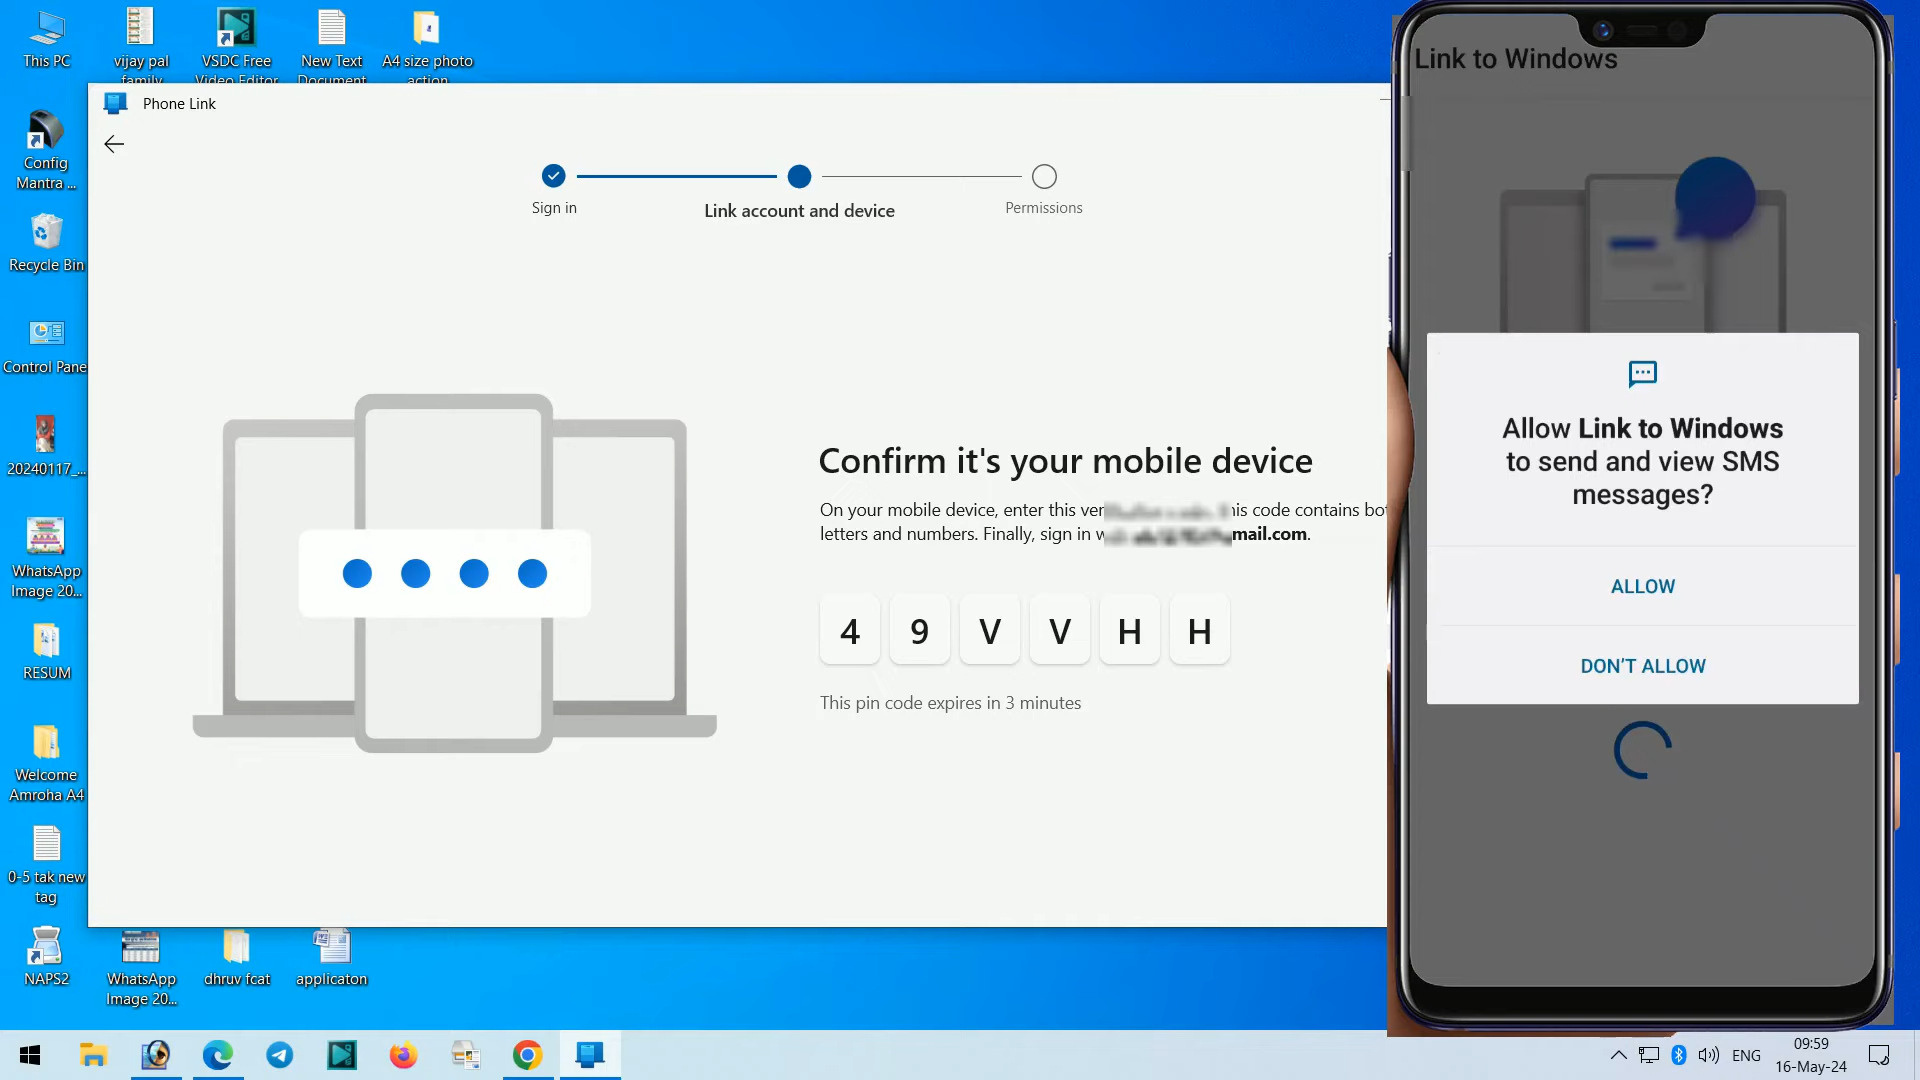 This PC
vijay pal
family
VSDC Free
Video Editor
New Text
Document
A4 size photo
action
Config
Mantra ...
Recycle Bin
Control Pane
20240117_...
WhatsApp
Image 20...
RESUM
Welcome
Amroha A4
0-5 tak new
tag
NAPS2
WhatsApp
Image 20...
dhruv fcat
applicaton
Phone Link
Sign in
Link account and device
Permissions
Confirm it's your mobile device
On your mobile device, enter this code contains
letters and numbers. Finally, sign in mail.com.
4 9 V V H H
This pin code expires in 3 minutes
Link to Windows
Allow Link to Windows
to send and view SMS
messages?
ALLOW
DON'T ALLOW
ENG
09:59
16-May-24